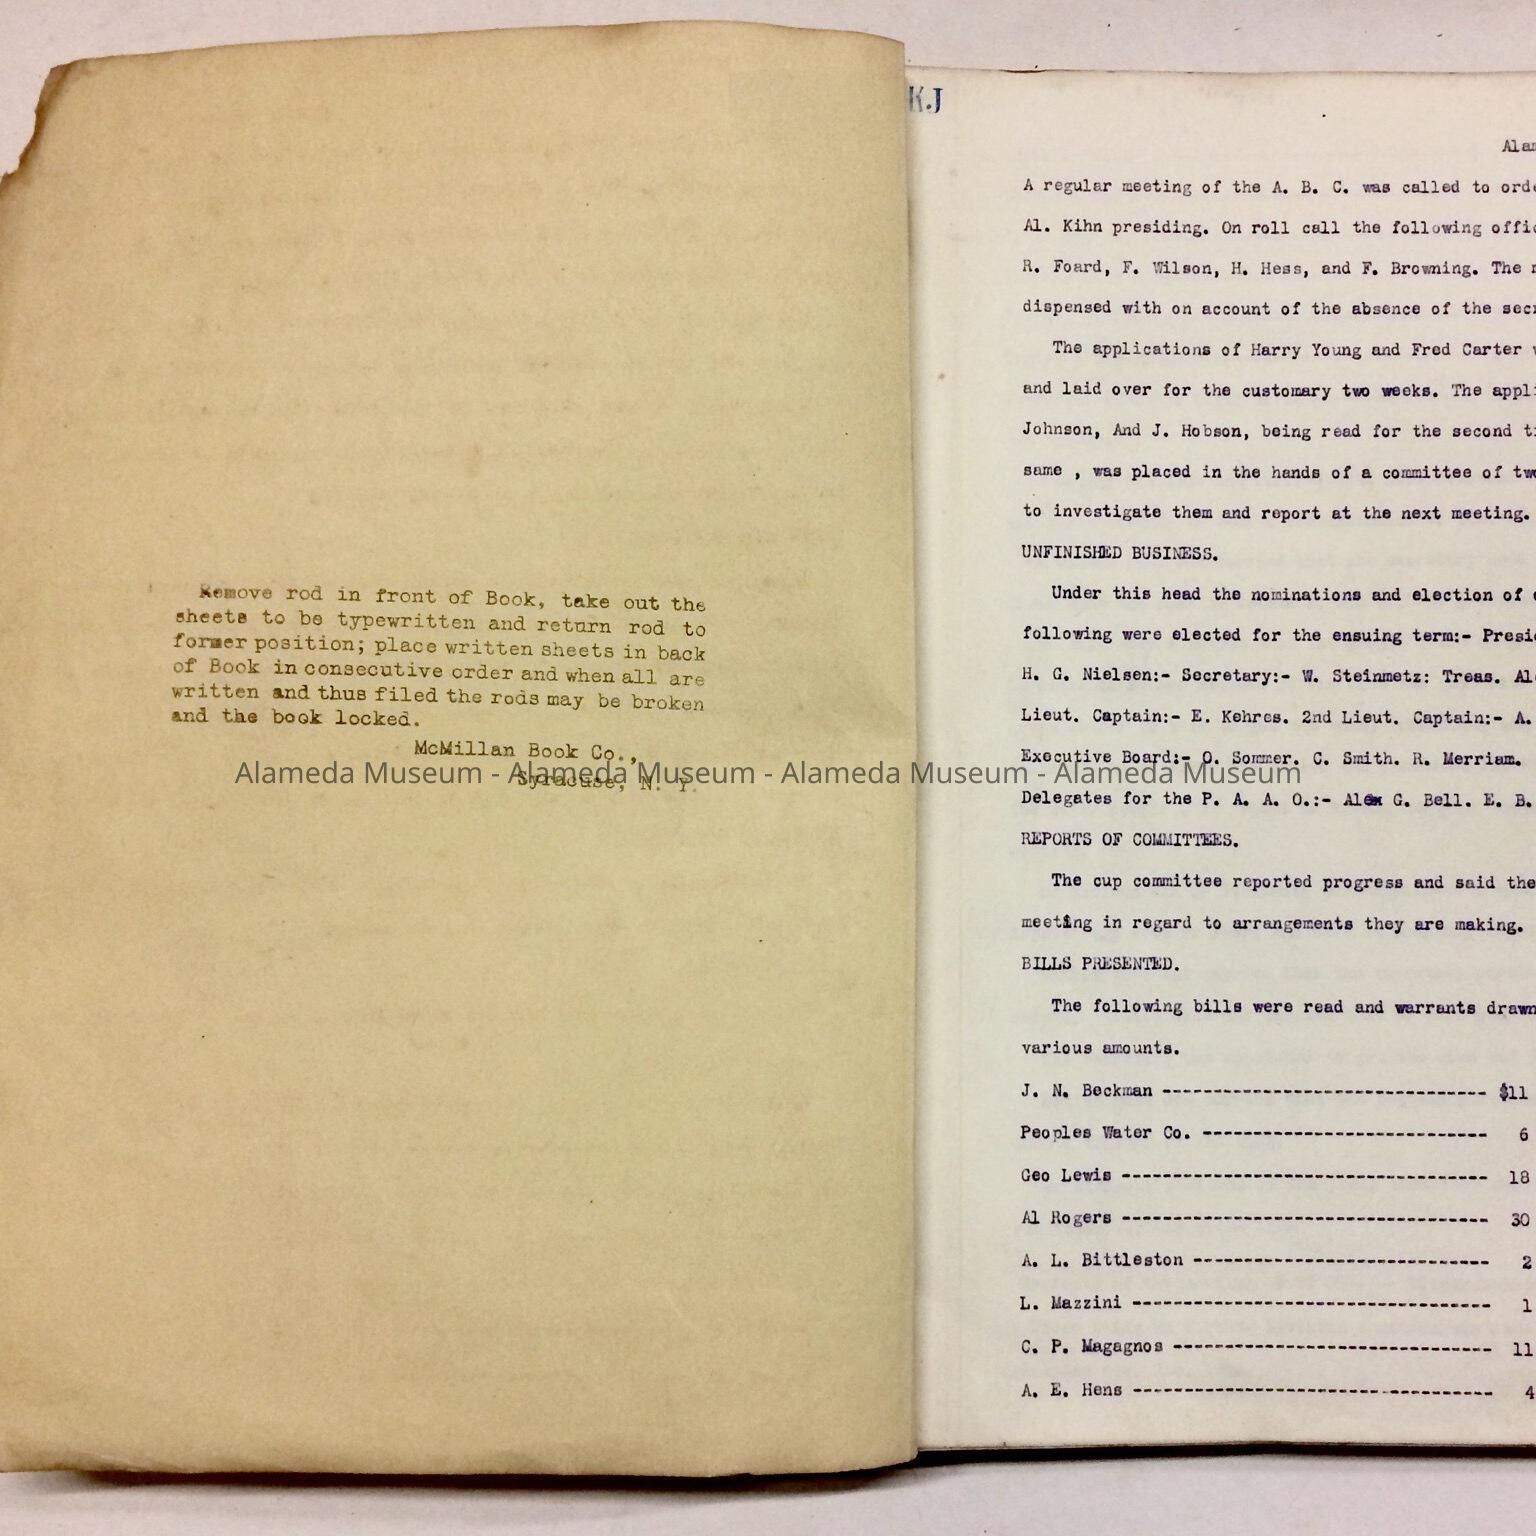 Remove rod in front of Book, take out the
sheets to be typewritten and return rod to
former position; place written sheets in back
of Book in consecutive order and when all are
written and thus filed the rods may be broken
and the book locked.
McMillan Book Co.,
Syracuse, N. Y.
Alameda Museum - Alameda Museum - Alameda Museum - Alameda Museum
KJ
A regular meeting of the A. B. C. was called to
Al. Kihn presiding. On roll call the following
R. Foard, F. Wilson, H. Hess, and F. Browning. The
dispensed with on account of the absence of the
The applications of Harry Young and Fred Carter
and laid over for the customary two weeks. The
Johnson, And J. Hobson, being read for the second
same , was placed in the hands of a committee of
to investigate them and report at the next meeting.
UNFINISHED BUSINESS.
Under this head the nominations and election of
following were elected for the ensuing term:-
H. G. Nielsen:- Secretary:- W. Steinmetz: Treas.
Lieut. Captain:- E. Kehrcs. 2nd Lieut. Captain:- A.
Executive Board:- O. Sommer. C. Smith. R. Merriam.
Delegates for the P. A. A. O.:- Alex G. Bell. E. B.
REPORTS OF COMMITTEES.
The cup committee reported progress and said the
meeting in regard to arrangements they are making.
BILLS PRESENTED.
The following bills were read and warrants drawn
various amounts.
J. N. Beckman -------------------------------- $11
Peoples Water Co. ---------------------------- 6
Geo Lewis ------------------------------------ 18
Al Rogers ------------------------------------ 30
A. L. Bittleston ----------------------------- 2
L. Mazzini ----------------------------------- 1
C. P. Magagnos ------------------------------- 11
A. E. Hens ----------------------------------- 4